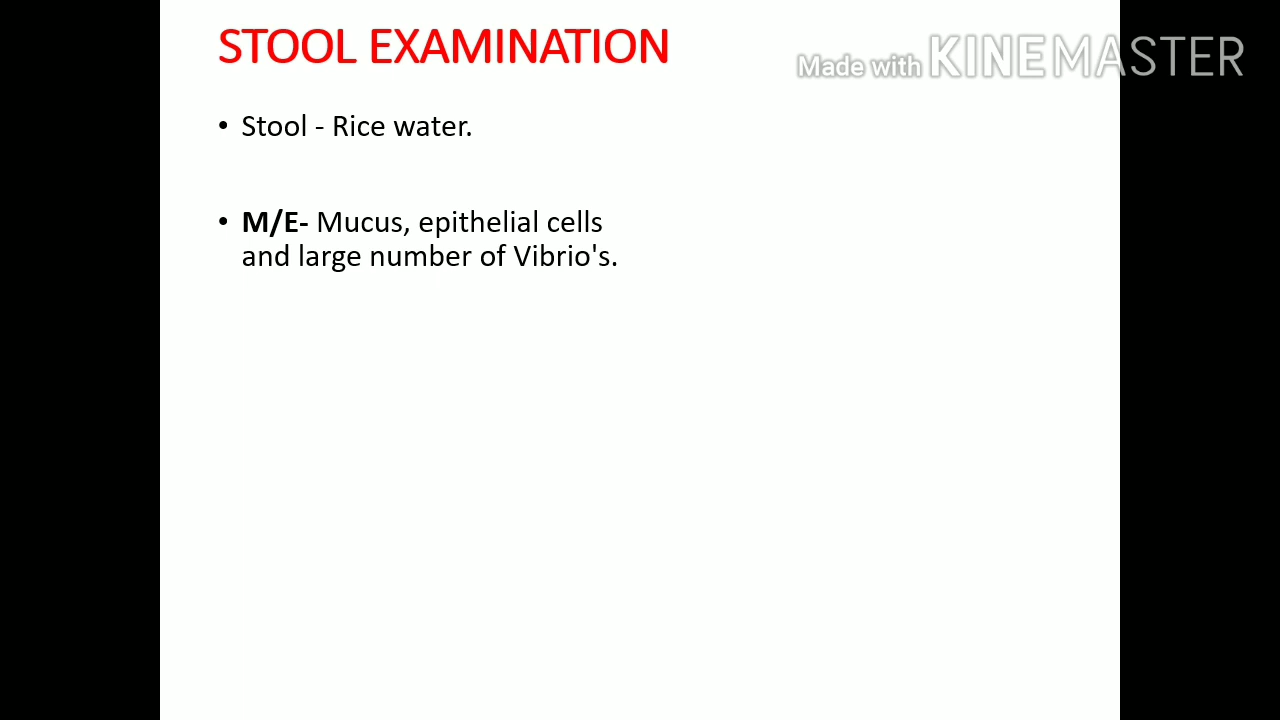 STOOL EXAMINATION
Made with KINEMASTER
• Stool - Rice water.
• M/E- Mucus, epithelial cells
and large number of Vibrio's.